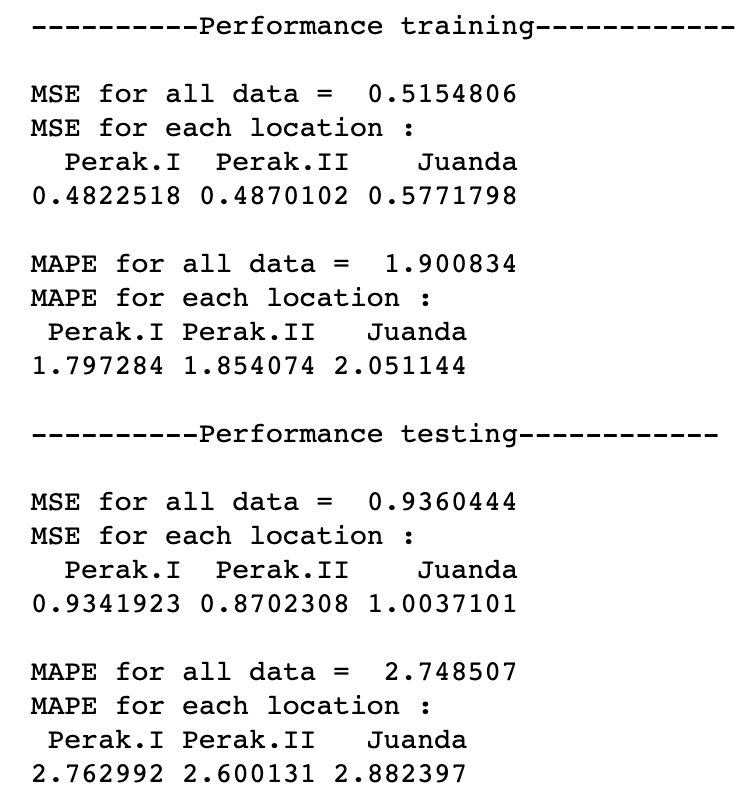 ----------Performance training------------
MSE for all data =  0.5154806
MSE for each location :
  Perak.I  Perak.II    Juanda
0.4822518 0.4870102 0.5771798
MAPE for all data =  1.900834
MAPE for each location :
 Perak.I Perak.II   Juanda
1.797284 1.854074 2.051144
----------Performance testing------------
MSE for all data =  0.9360444
MSE for each location :
  Perak.I  Perak.II    Juanda
0.9341923 0.8702308 1.0037101
MAPE for all data =  2.748507
MAPE for each location :
 Perak.I Perak.II   Juanda
2.762992 2.600131 2.882397